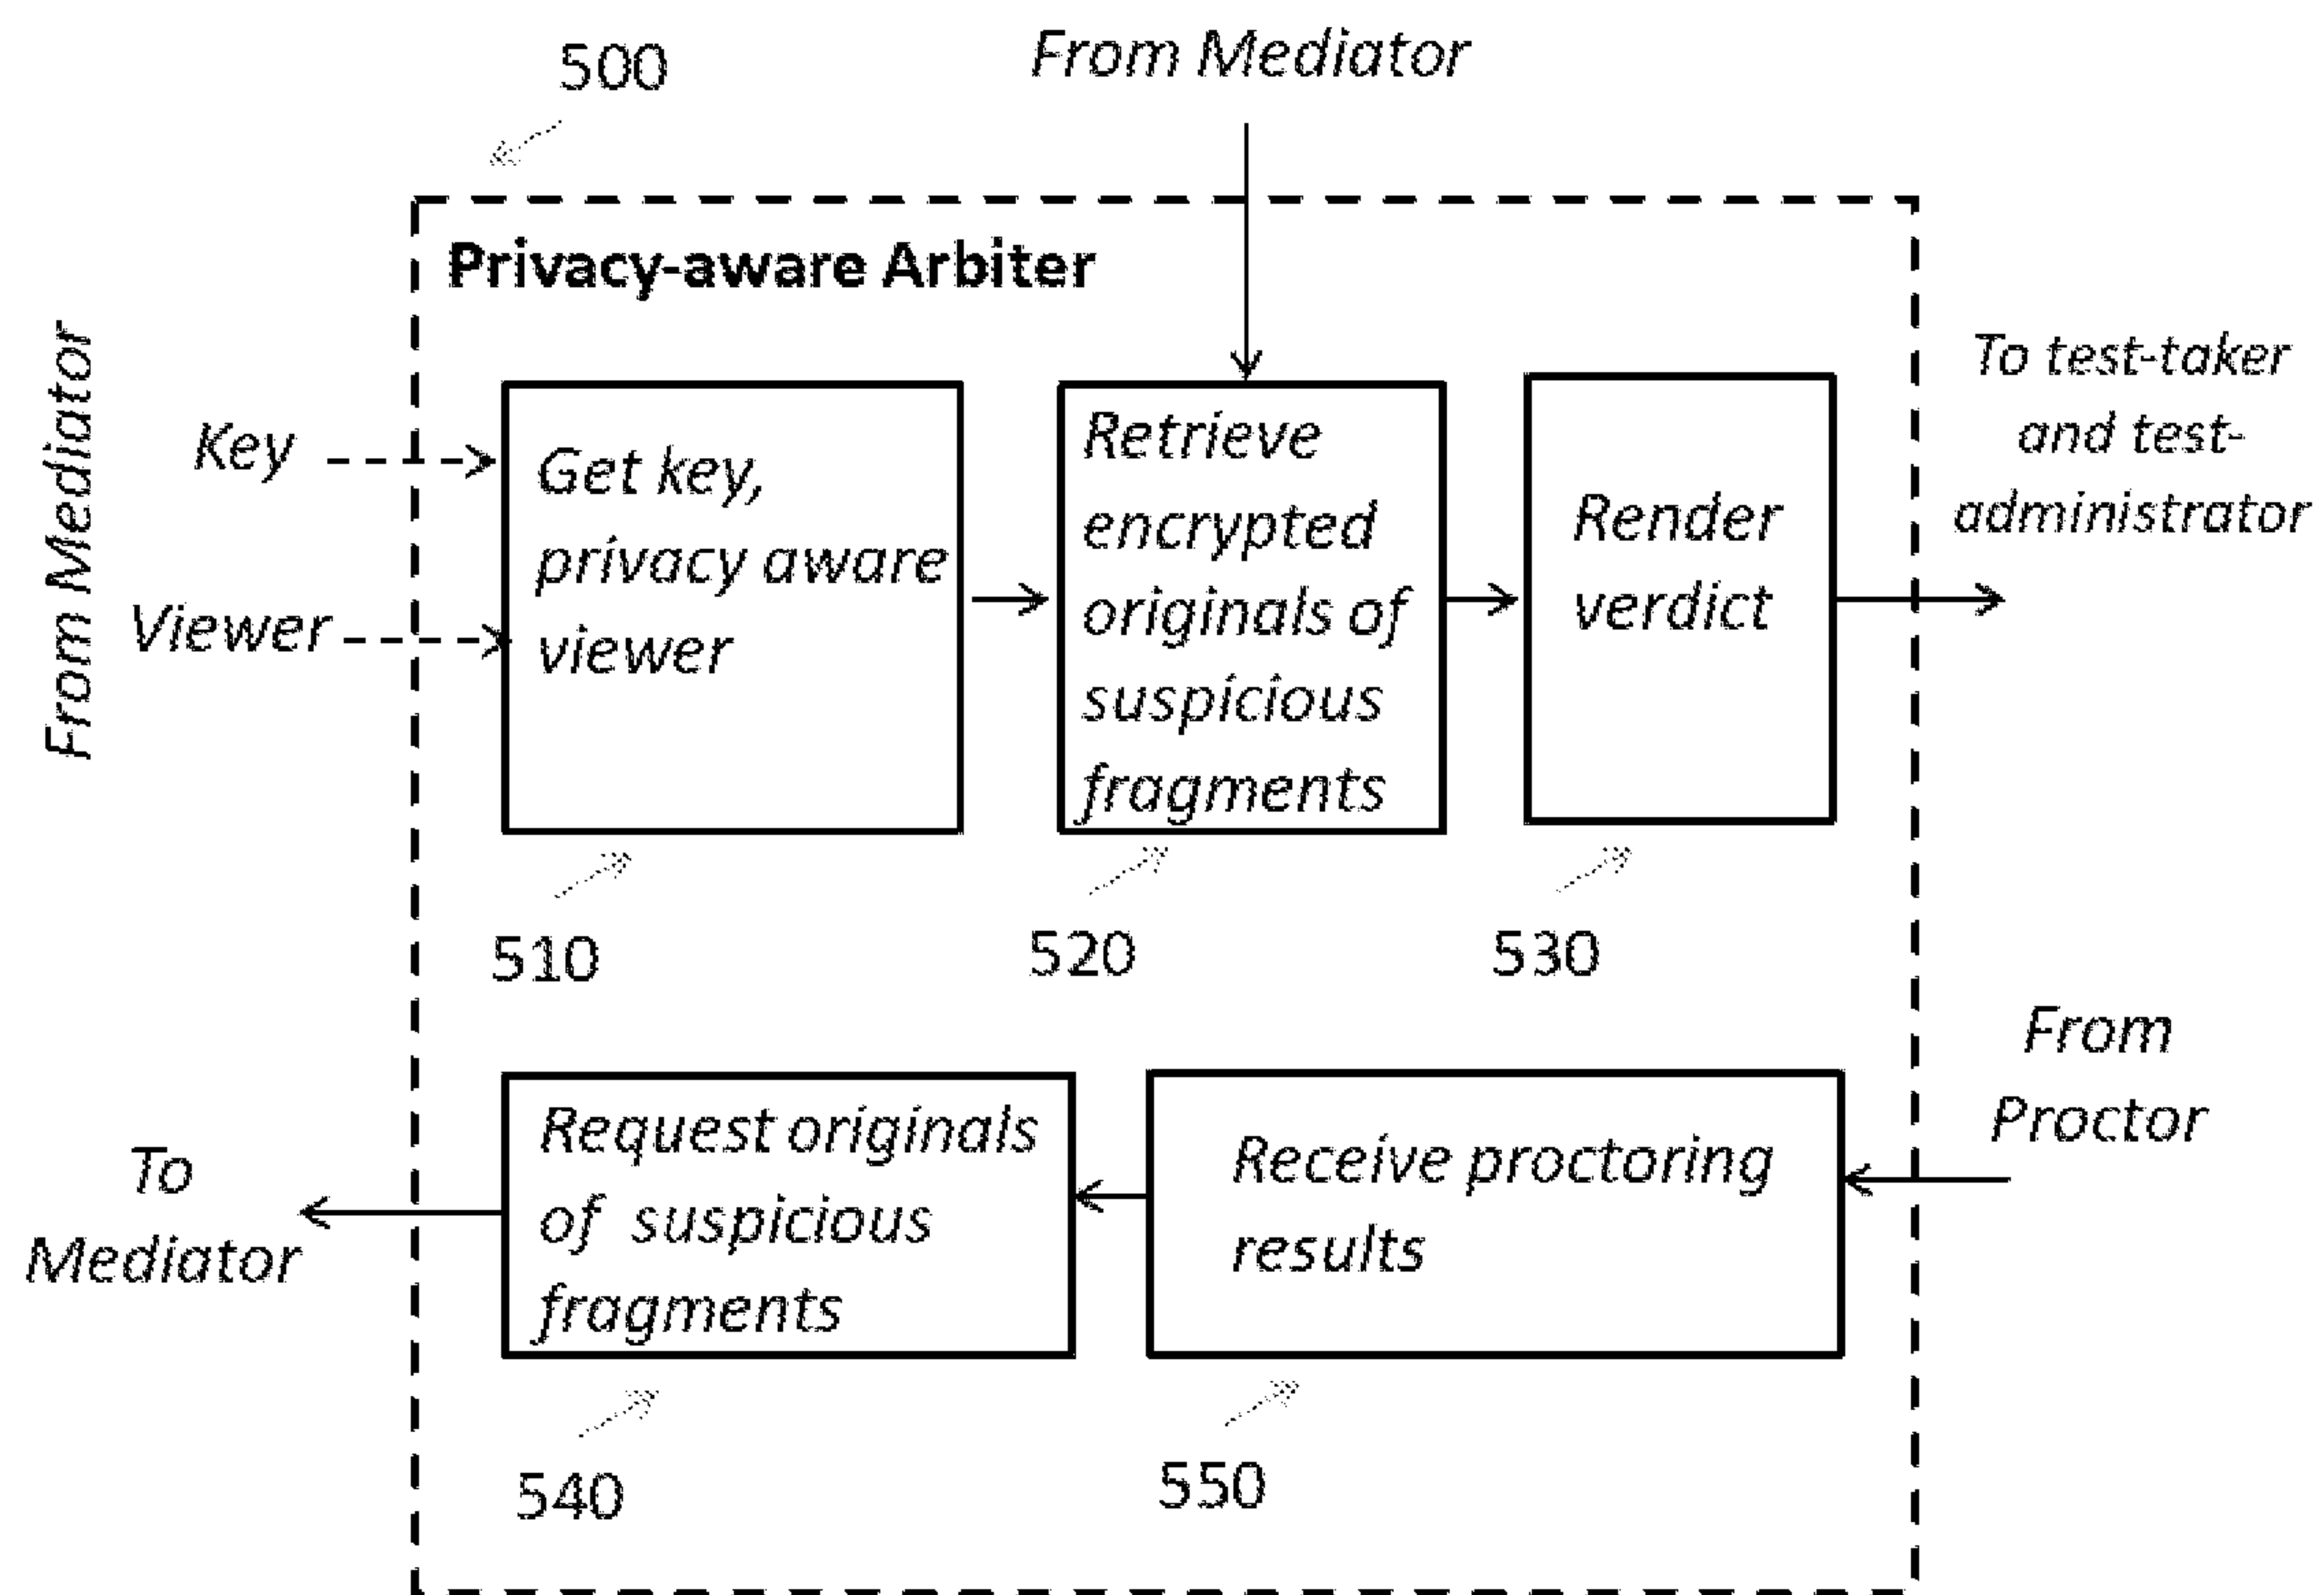 500
From Mediator
Privacy-aware Arbiter
From Mediator
Key
Viewer
Get key,
privacy aware
viewer
Retrieve
encrypted
originals of
suspicious
fragments
Render
verdict
To test-taker
and test-
administrator
510
520
530
From
Proctor
Receive proctoring
results
Request originals
of suspicious
fragments
To
Mediator
540
550